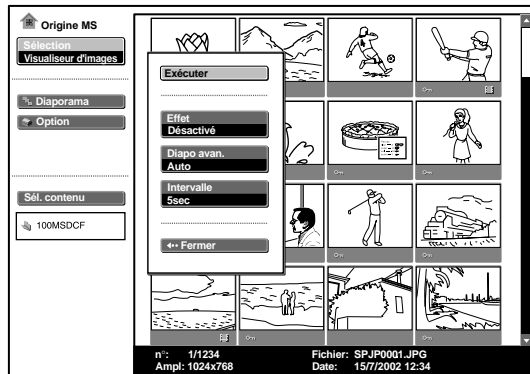 Origine MS
Sélection
Visualiseur d'images
Diaporama
Option
Sél. contenu
100MSDCF
Exécuter
Effet
Désactivé
Diapo avan.
Auto
Intervalle
5sec
Fermer
n°: 1/1234 Fichier: SPJP0001.JPG
Ampl: 1024x768 Date: 15/7/2002 12:34